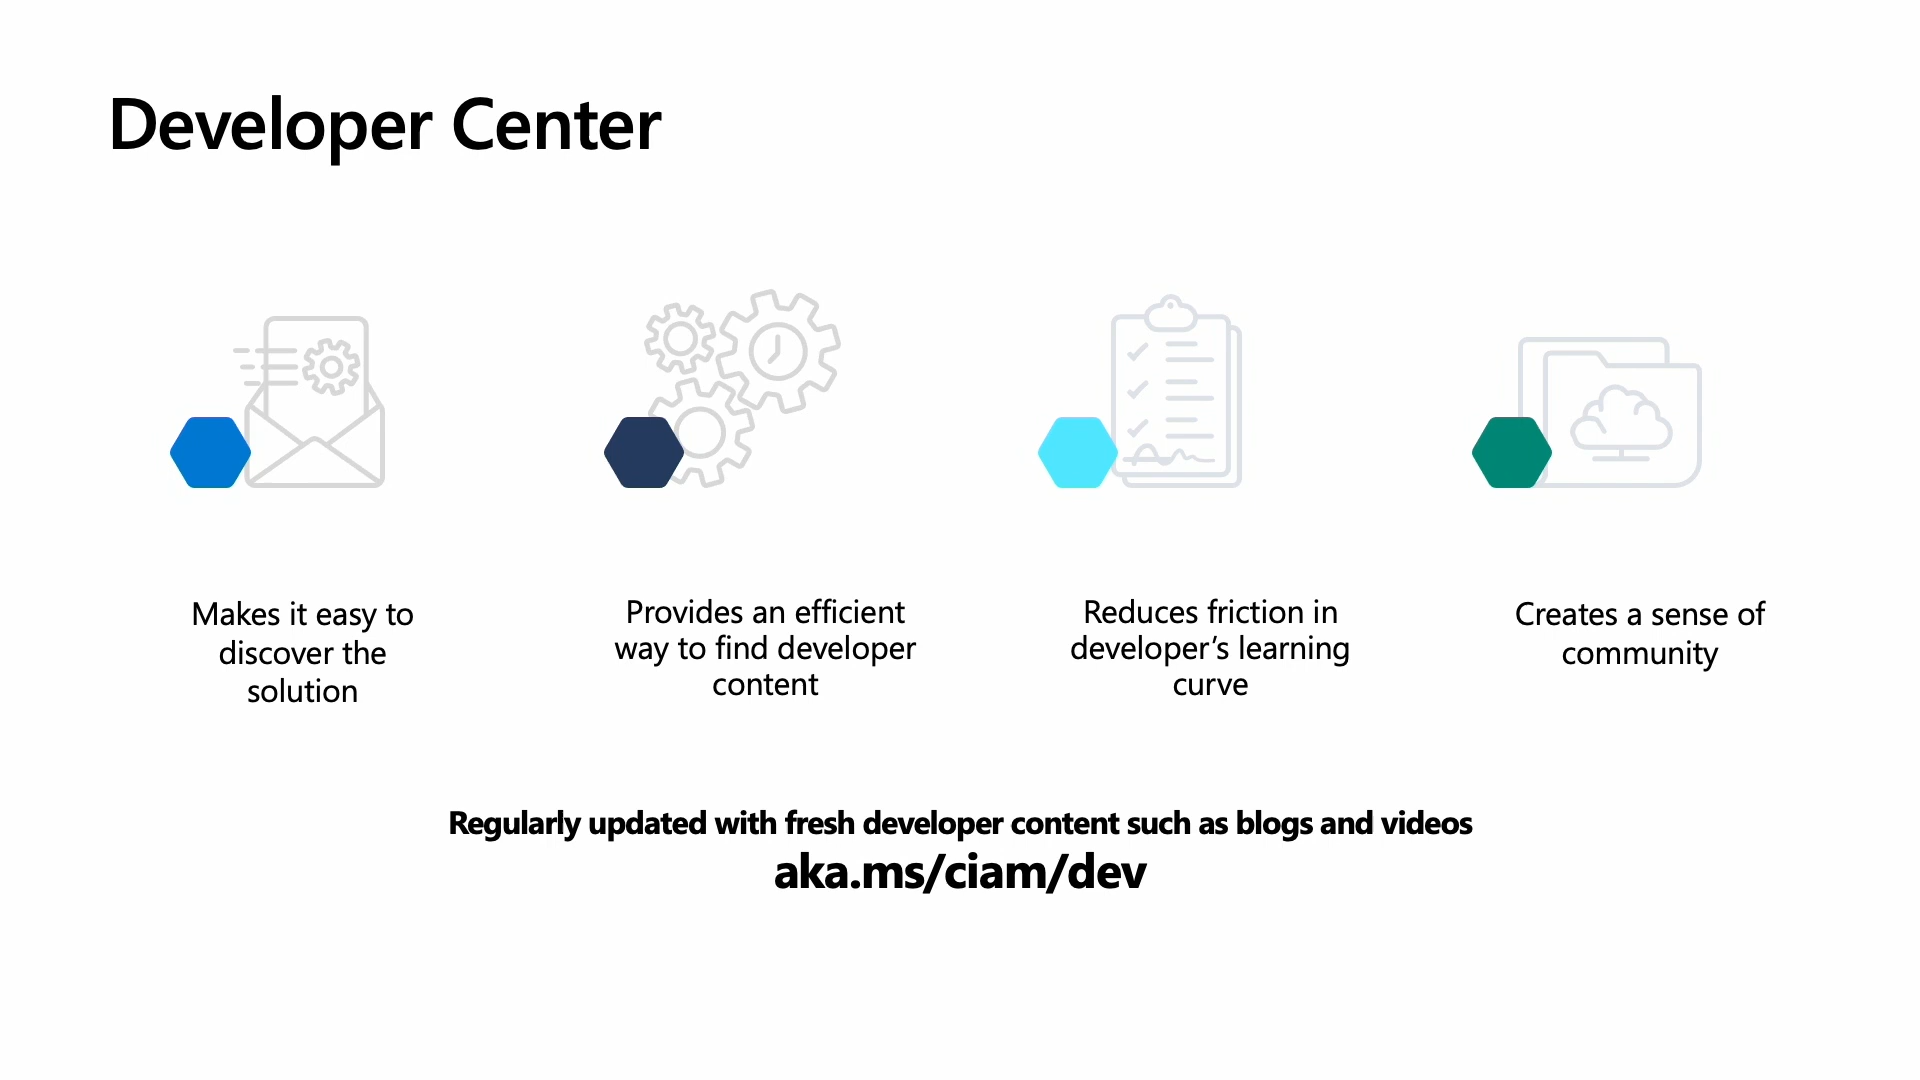 Developer Center
Makes it easy to
discover the
solution
Provides an efficient
way to find developer
content
Reduces friction in
developer’s learning
curve
Creates a sense of
community
Regularly updated with fresh developer content such as blogs and videos
aka.ms/ciam/dev